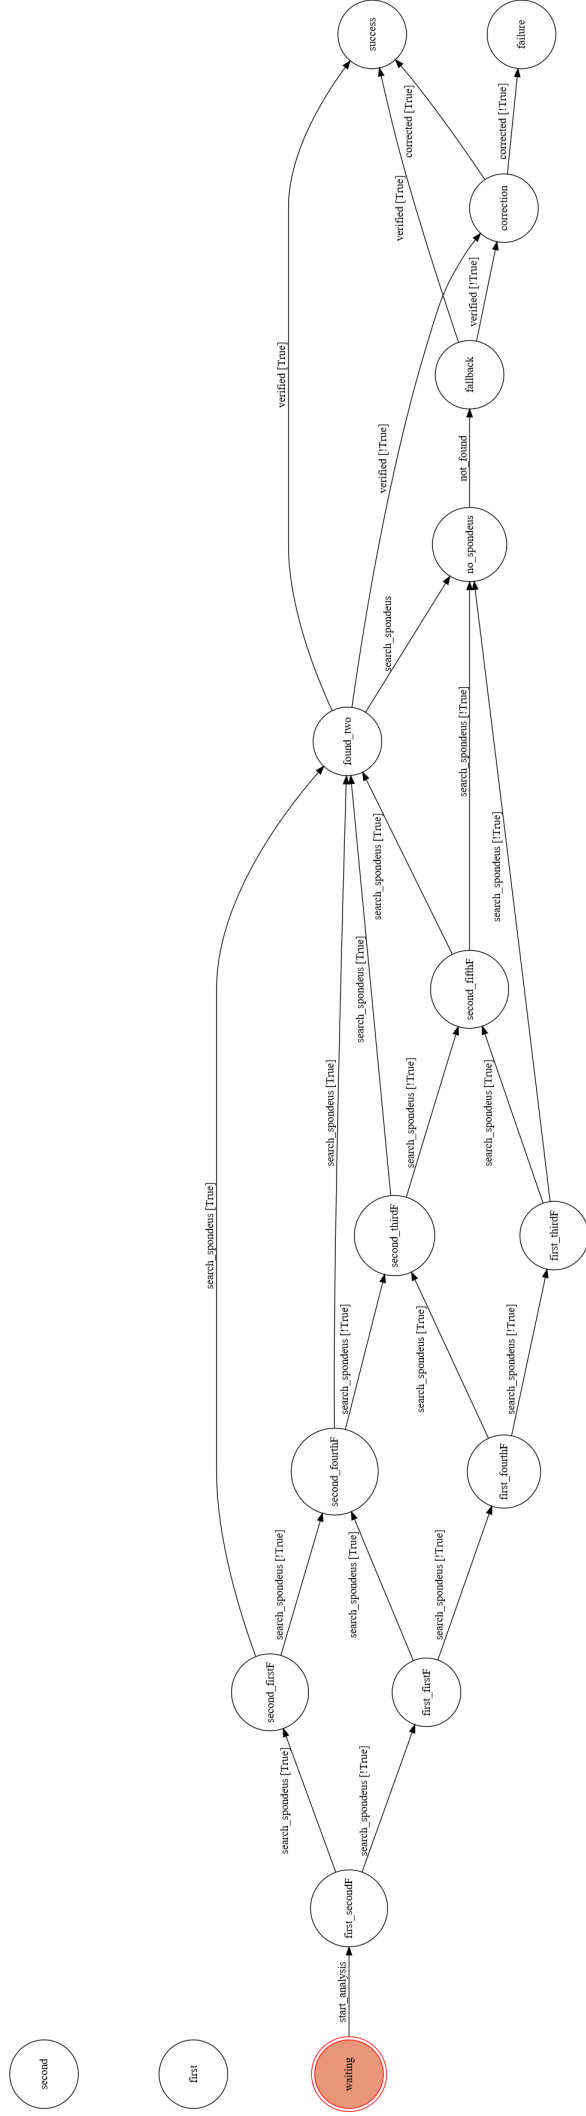 second
first
waiting
start_analysis
first_secondF
search_spondeus [True]
search_spondeus [!True]
second_firstF
first_firstF
search_spondeus [True]
search_spondeus [!True]
search_spondeus [True]
search_spondeus [!True]
second_fourthF
first_fourthF
search_spondeus [True]
search_spondeus [!True]
search_spondeus [True]
search_spondeus [!True]
second_thirdF
first_thirdF
search_spondeus [True]
search_spondeus [!True]
search_spondeus [True]
search_spondeus [!True]
second_fifthF
search_spondeus [True]
search_spondeus [!True]
found_two
verified [True]
verified [!True]
search_spondeus
no_spondeus
not_found
fallback
verified [True]
verified [!True]
correction
corrected [True]
corrected [!True]
success
failure